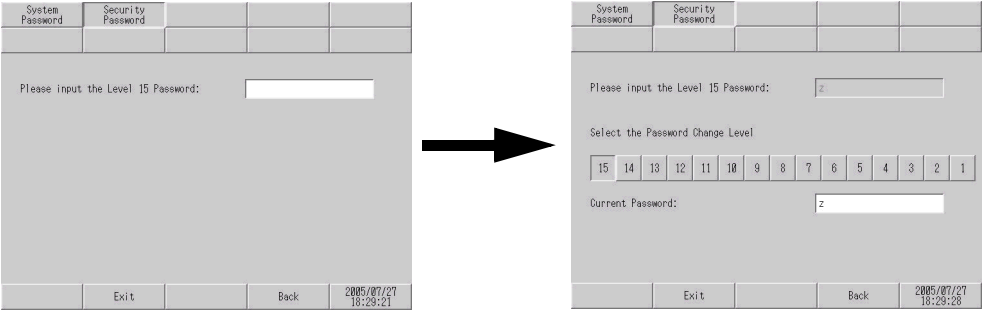 System Password
Security Password
Please input the Level 15 Password:
Exit
Back
2005/07/27
18:29:21
System Password
Security Password
Please input the Level 15 Password:
z
Select the Password Change Level
15 14 13 12 11 10 9 8 7 6 5 4 3 2 1
Current Password:
z
Exit
Back
2005/07/27
18:29:28